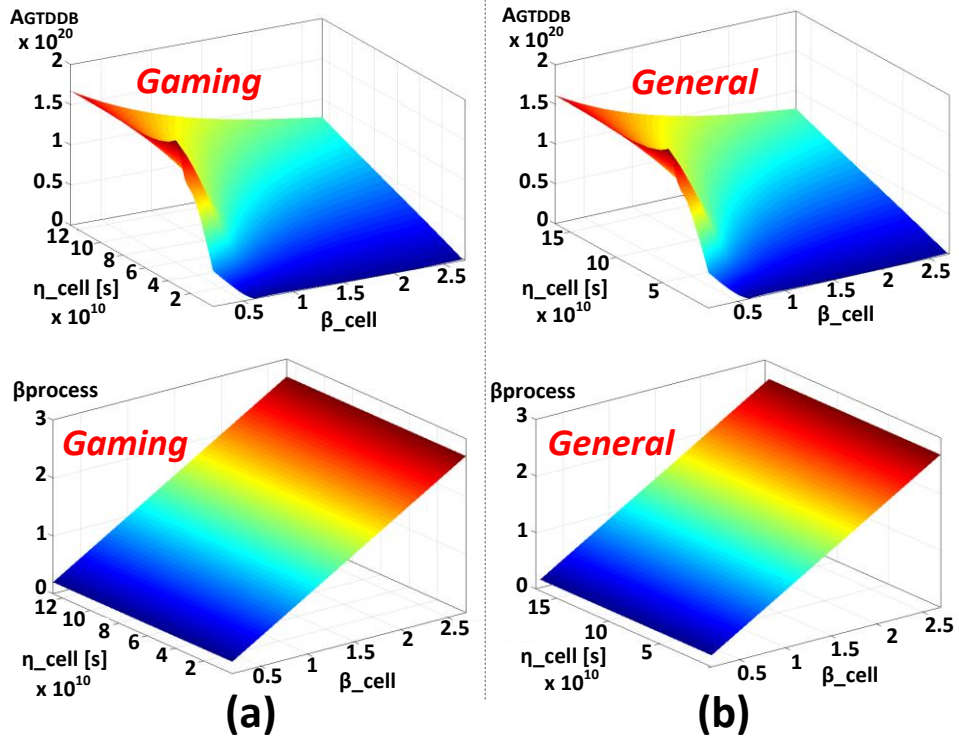 AGTDDB
x 10^20
2
1.5
1
0.5
0
Gaming
12
10
8
6
4
2
η_cell [s]
x 10^10
0.5
1
1.5
2
2.5
β_cell
AGTDDB
x 10^20
2
1.5
1
0.5
0
General
15
10
5
η_cell [s]
x 10^10
0.5
1
1.5
2
2.5
β_cell
βprocess
3
2
1
0
Gaming
12
10
8
6
4
2
η_cell [s]
x 10^10
0.5
1
1.5
2
2.5
β_cell
(a)
βprocess
3
2
1
0
General
15
10
5
η_cell [s]
x 10^10
0.5
1
1.5
2
2.5
β_cell
(b)